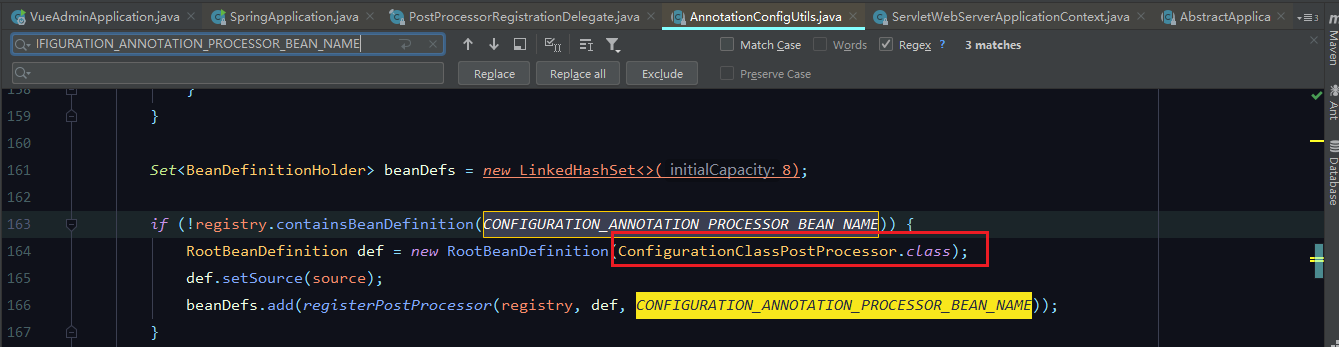 VueAdminApplication.java SpringApplication.java PostProcessorRegistrationDelegate.java AnnotationConfigUtils.java ServletWebServerApplicationContext.java AbstractApplica
IFIGURATION_ANNOTATION_PROCESSOR_BEAN_NAME Match Case Words Regex ? 3 matches
Replace Replace all Exclude Preserve Case
158 }
159 }
160
161 Set<BeanDefinitionHolder> beanDefs = new LinkedHashSet<>( initialCapacity: 8);
162
163 if (!registry.containsBeanDefinition(CONFIGURATION_ANNOTATION_PROCESSOR_BEAN_NAME)) {
164 RootBeanDefinition def = new RootBeanDefinition(ConfigurationClassPostProcessor.class);
165 def.setSource(source);
166 beanDefs.add(registerPostProcessor(registry, def, CONFIGURATION_ANNOTATION_PROCESSOR_BEAN_NAME));
167 }
Maven
Ant
Database